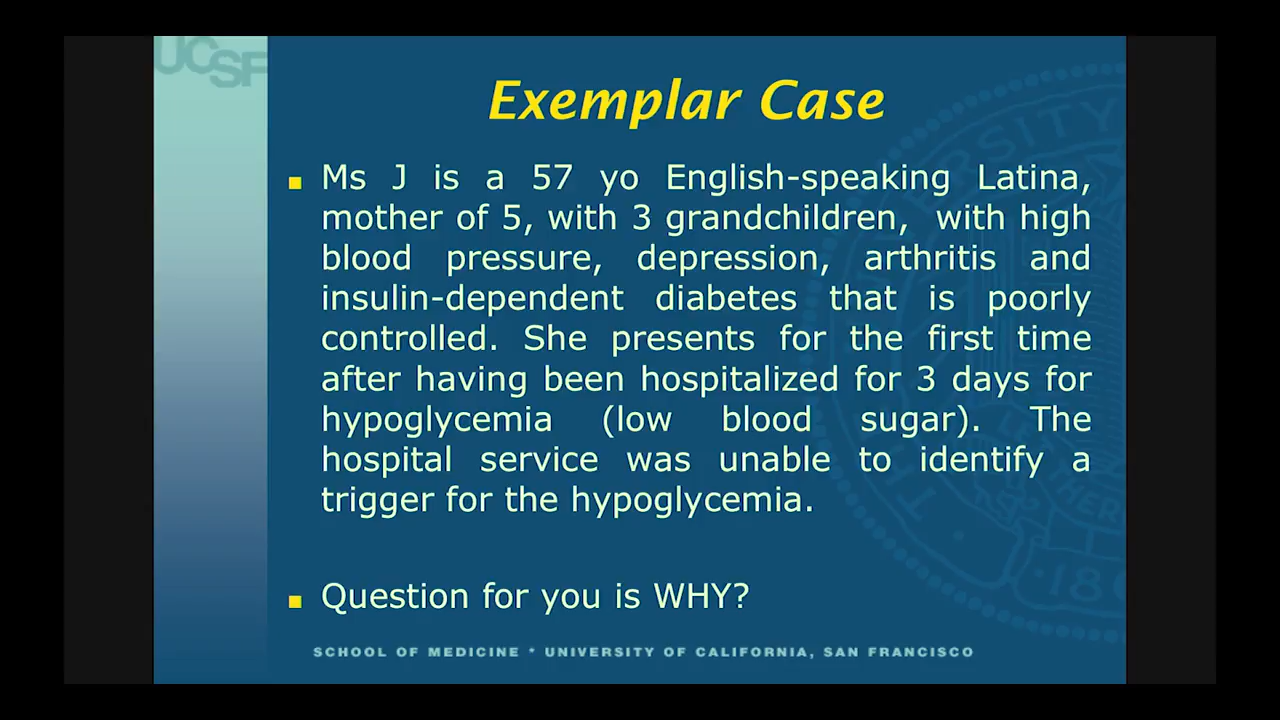 UCSF
Exemplar Case
■ Ms J is a 57 yo English-speaking Latina,
mother of 5, with 3 grandchildren, with high
blood pressure, depression, arthritis and
insulin-dependent diabetes that is poorly
controlled. She presents for the first time
after having been hospitalized for 3 days for
hypoglycemia (low blood sugar). The
hospital service was unable to identify a
trigger for the hypoglycemia.
■ Question for you is WHY?
SCHOOL OF MEDICINE * UNIVERSITY OF CALIFORNIA, SAN FRANCISCO